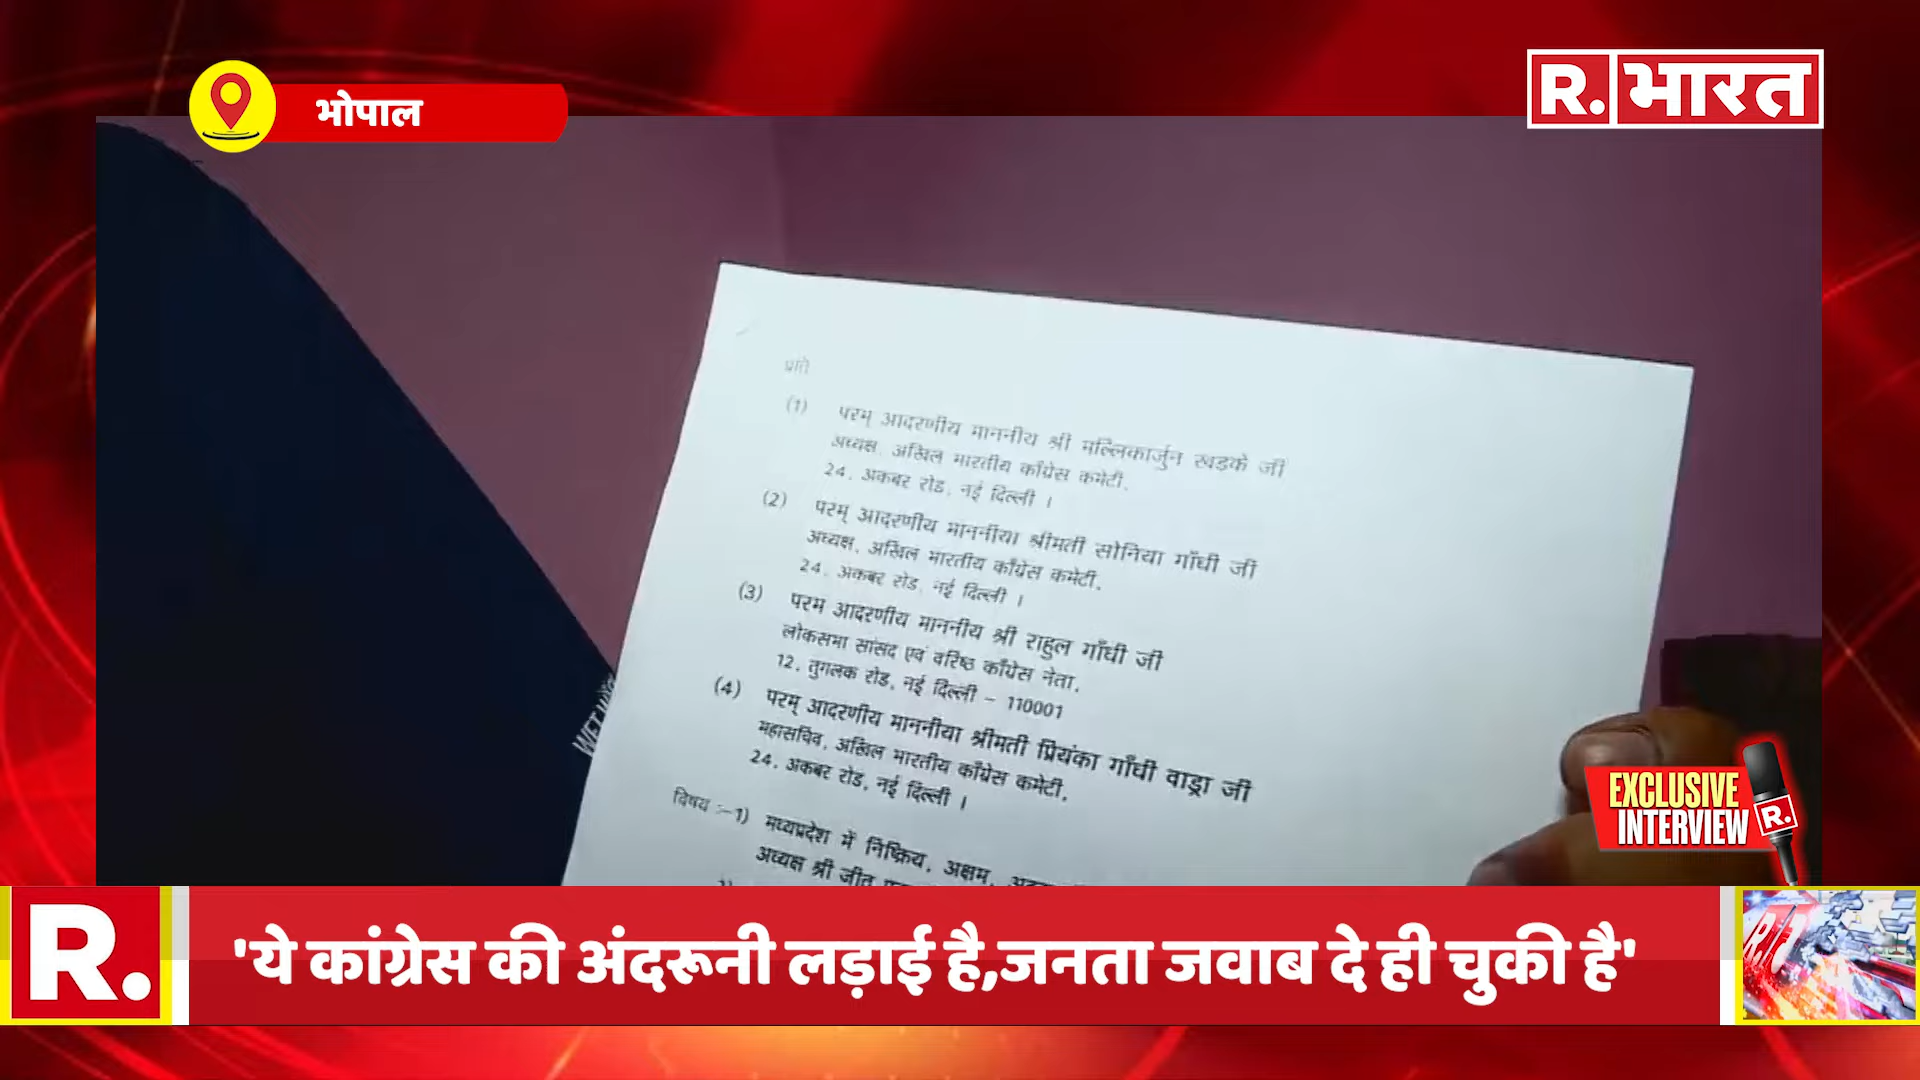 भोपाल
R. भारत
प्रति
(1) परम् आदरणीय माननीय श्री मल्लिकार्जुन खड़के जी
अध्यक्ष, अखिल भारतीय काँग्रेस कमेटी,
24, अकबर रोड, नई दिल्ली ।
(2) परम् आदरणीय माननीया श्रीमती सोनिया गाँधी जी
अध्यक्ष, अखिल भारतीय काँग्रेस कमेटी,
24, अकबर रोड, नई दिल्ली ।
(3) परम आदरणीय माननीय श्री राहुल गाँधी जी
लोकसभा सांसद एवं वरिष्ठ काँग्रेस नेता,
12, तुगलक रोड, नई दिल्ली – 110001
(4) परम् आदरणीय माननीया श्रीमती प्रियंका गाँधी वाड्रा जी
महासचिव, अखिल भारतीय काँग्रेस कमेटी,
24, अकबर रोड, नई दिल्ली ।
विषय :–1) मध्यप्रदेश में निष्क्रिय, अक्षम,
अध्यक्ष श्री जीतू
EXCLUSIVE
INTERVIEW
R.
R.
'ये कांग्रेस की अंदरूनी लड़ाई है,जनता जवाब दे ही चुकी है'